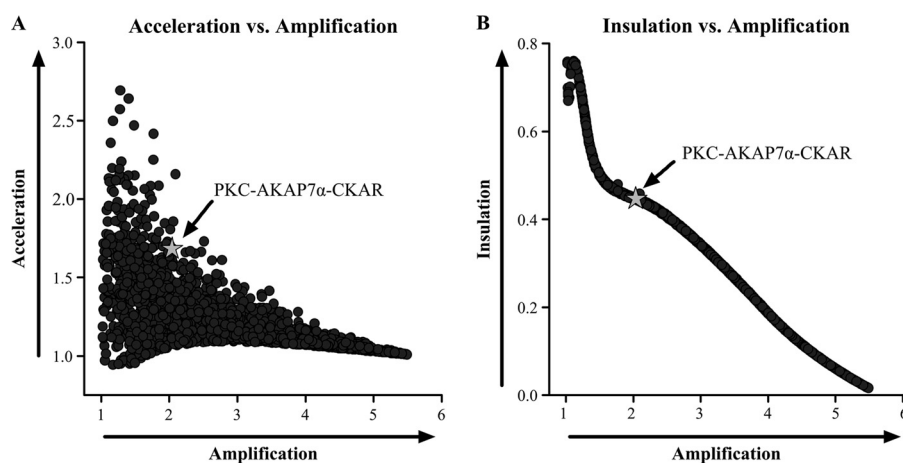 A
Acceleration vs. Amplification
3.0
2.5
2.0
1.5
1.0
Acceleration
PKC-AKAP7α-CKAR
1
2
3
4
5
6
Amplification
B
Insulation vs. Amplification
0.8
0.6
0.4
0.2
0.0
Insulation
PKC-AKAP7α-CKAR
1
2
3
4
5
6
Amplification